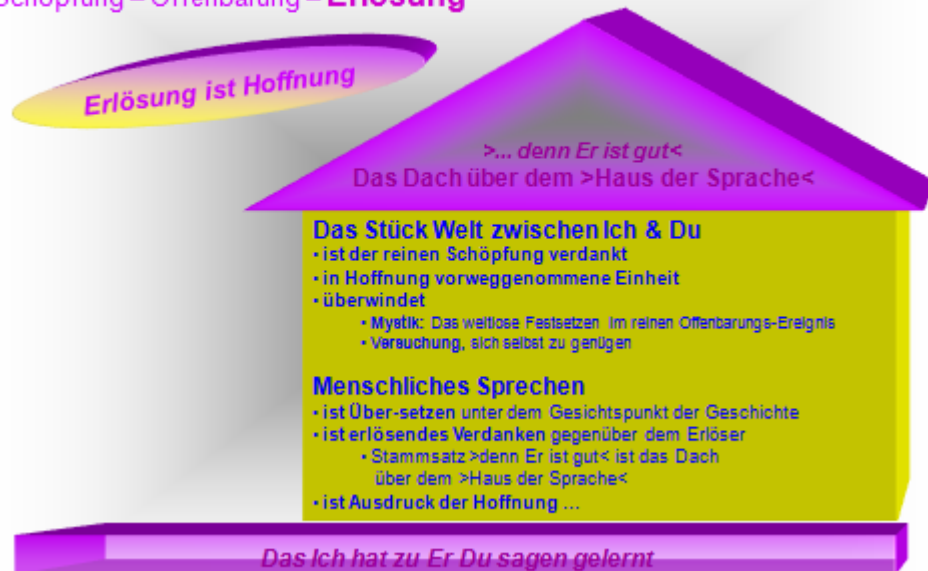 Schöpfung – Offenbarung – Erlösung
Erlösung ist Hoffnung
>... denn Er ist gut<
Das Dach über dem >Haus der Sprache<
Das Stück Welt zwischen Ich & Du
▪ ist der reinen Schöpfung verdankt
▪ in Hoffnung vorweggenommene Einheit
▪ überwindet
▪ Mystik: Das weltlose Festsetzen im reinen Offenbarungs-Ereignis
▪ Versuchung, sich selbst zu genügen
Menschliches Sprechen
▪ ist Über-setzen unter dem Gesichtspunkt der Geschichte
▪ ist erlösendes Verdanken gegenüber dem Erlöser
▪ Stammsatz >denn Er ist gut< ist das Dach
über dem >Haus der Sprache<
▪ ist Ausdruck der Hoffnung ...
Das Ich hat zu Er Du sagen gelernt